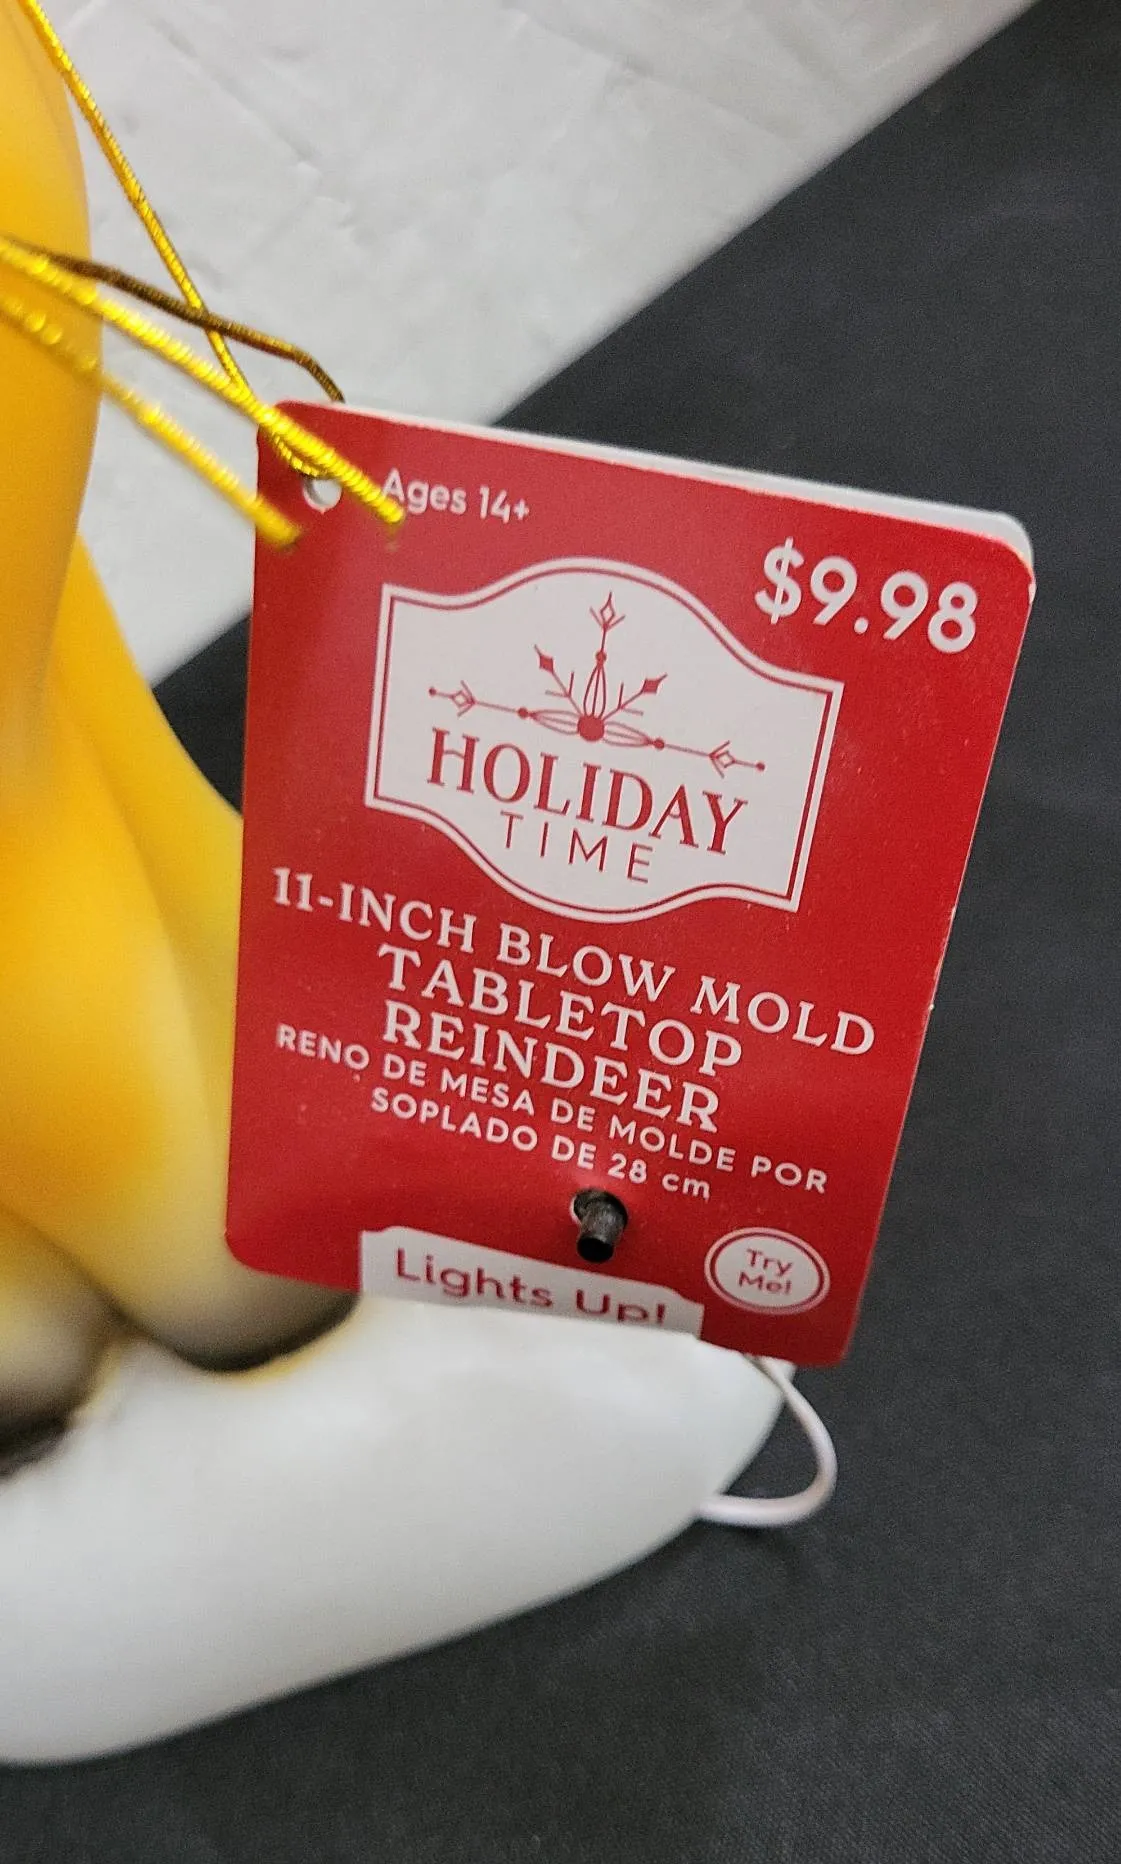 Ages 14+
$9.98
HOLIDAY
TIME
11-INCH BLOW MOLD
TABLETOP
REINDEER
RENO DE MESA DE MOLDE POR
SOPLADO DE 28 cm
Try
Me!
Lights Up!